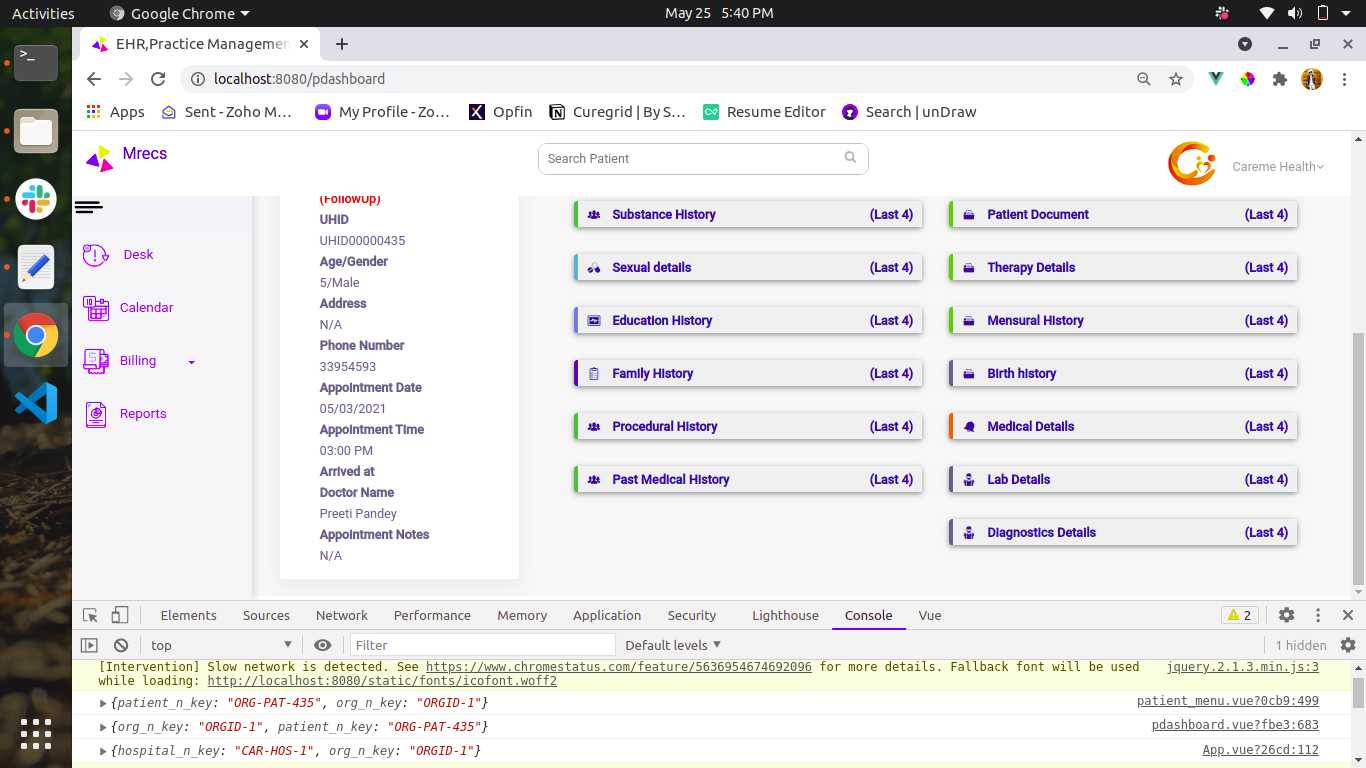 Activities
Google Chrome
May 25 5:40 PM
EHR,Practice Managemen
localhost:8080/pdashboard
Apps
Sent - Zoho M...
My Profile - Zo...
Opfin
Curegrid | By S...
Resume Editor
Search | unDraw
Mrecs
Search Patient
Careme Health
Desk
Calendar
Billing
Reports
(FollowUp)
UHID
UHID00000435
Age/Gender
5/Male
Address
N/A
Phone Number
33954593
Appointment Date
05/03/2021
Appointment Time
03:00 PM
Arrived at
Doctor Name
Preeti Pandey
Appointment Notes
N/A
Substance History (Last 4)
Sexual details (Last 4)
Education History (Last 4)
Family History (Last 4)
Procedural History (Last 4)
Past Medical History (Last 4)
Patient Document (Last 4)
Therapy Details (Last 4)
Mensural History (Last 4)
Birth history (Last 4)
Medical Details (Last 4)
Lab Details (Last 4)
Diagnostics Details (Last 4)
Elements Sources Network Performance Memory Application Security Lighthouse Console Vue 2
top Filter Default levels 1 hidden
[Intervention] Slow network is detected. See https://www.chromestatus.com/feature/5636954674692096 for more details. Fallback font will be used jquery.2.1.3.min.js:3
while loading: http://localhost:8080/static/fonts/icofont.woff2
{patient_n_key: "ORG-PAT-435", org_n_key: "ORGID-1"} patient_menu.vue?0cb9:499
{org_n_key: "ORGID-1", patient_n_key: "ORG-PAT-435"} pdashboard.vue?fbe3:683
{hospital_n_key: "CAR-HOS-1", org_n_key: "ORGID-1"} App.vue?26cd:112